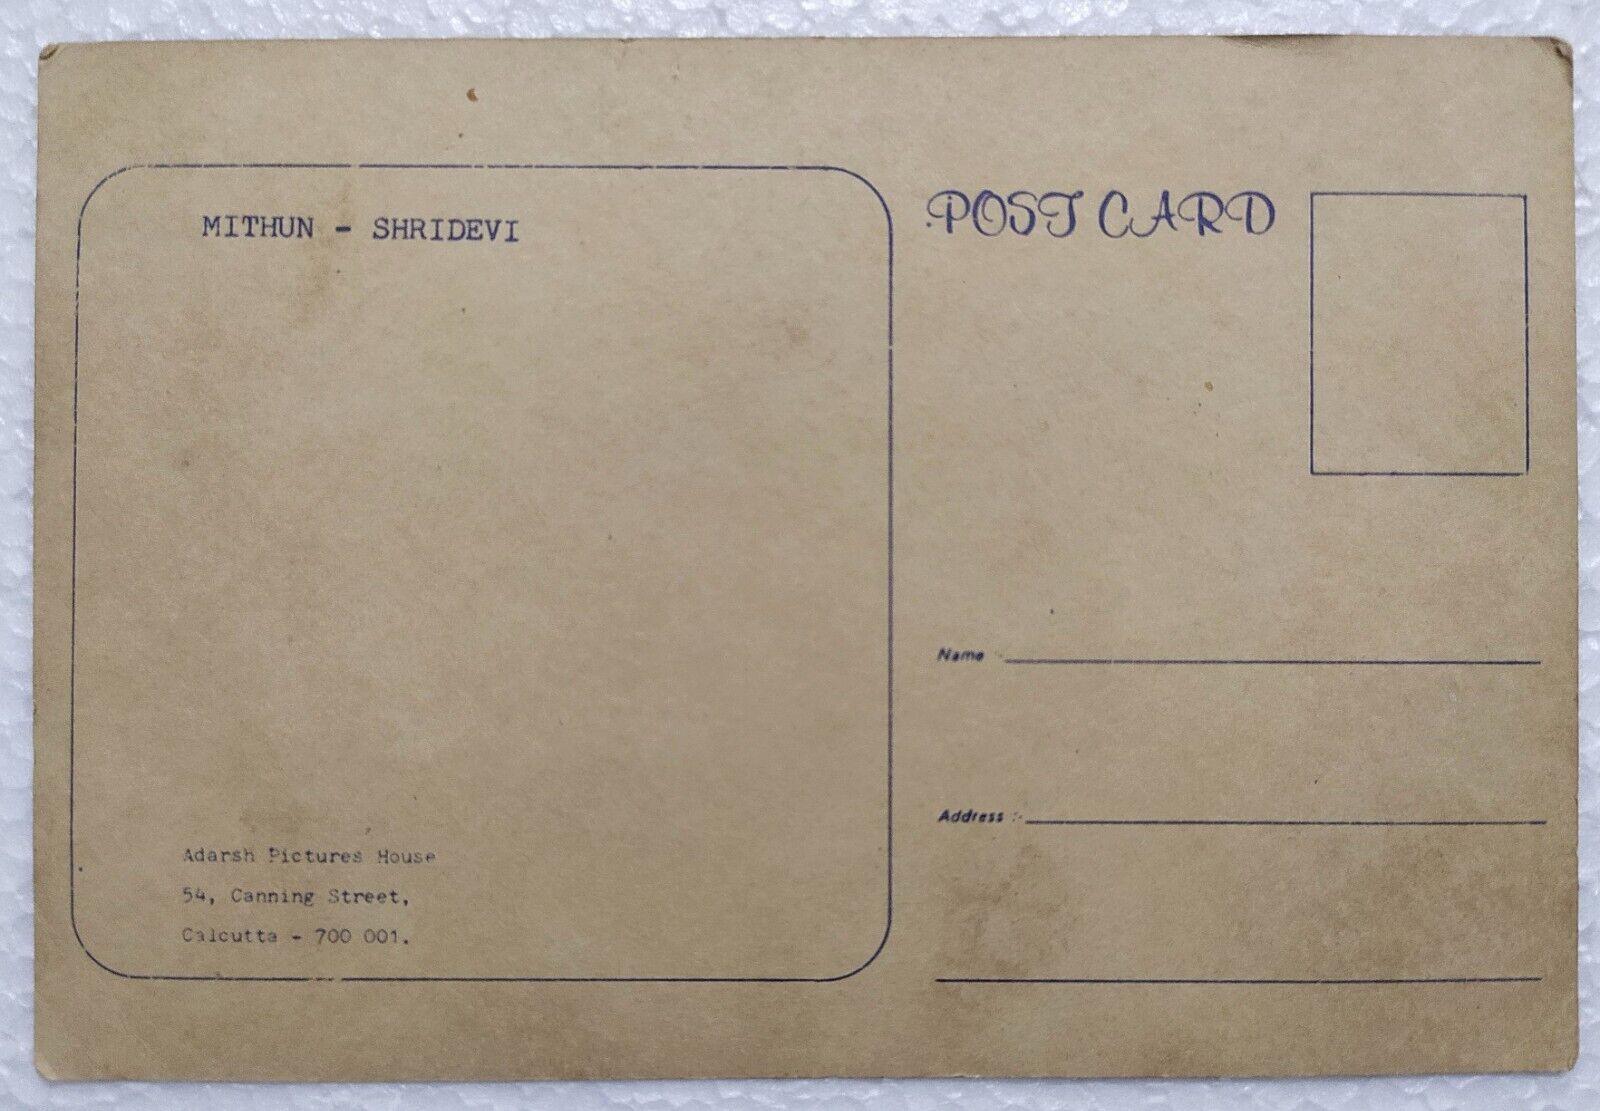 MITHUN - SHRIDEVI
Adarsh Pictures House
54, Canning Street,
Calcutta - 700 001.
POST CARD
Name
Address :-